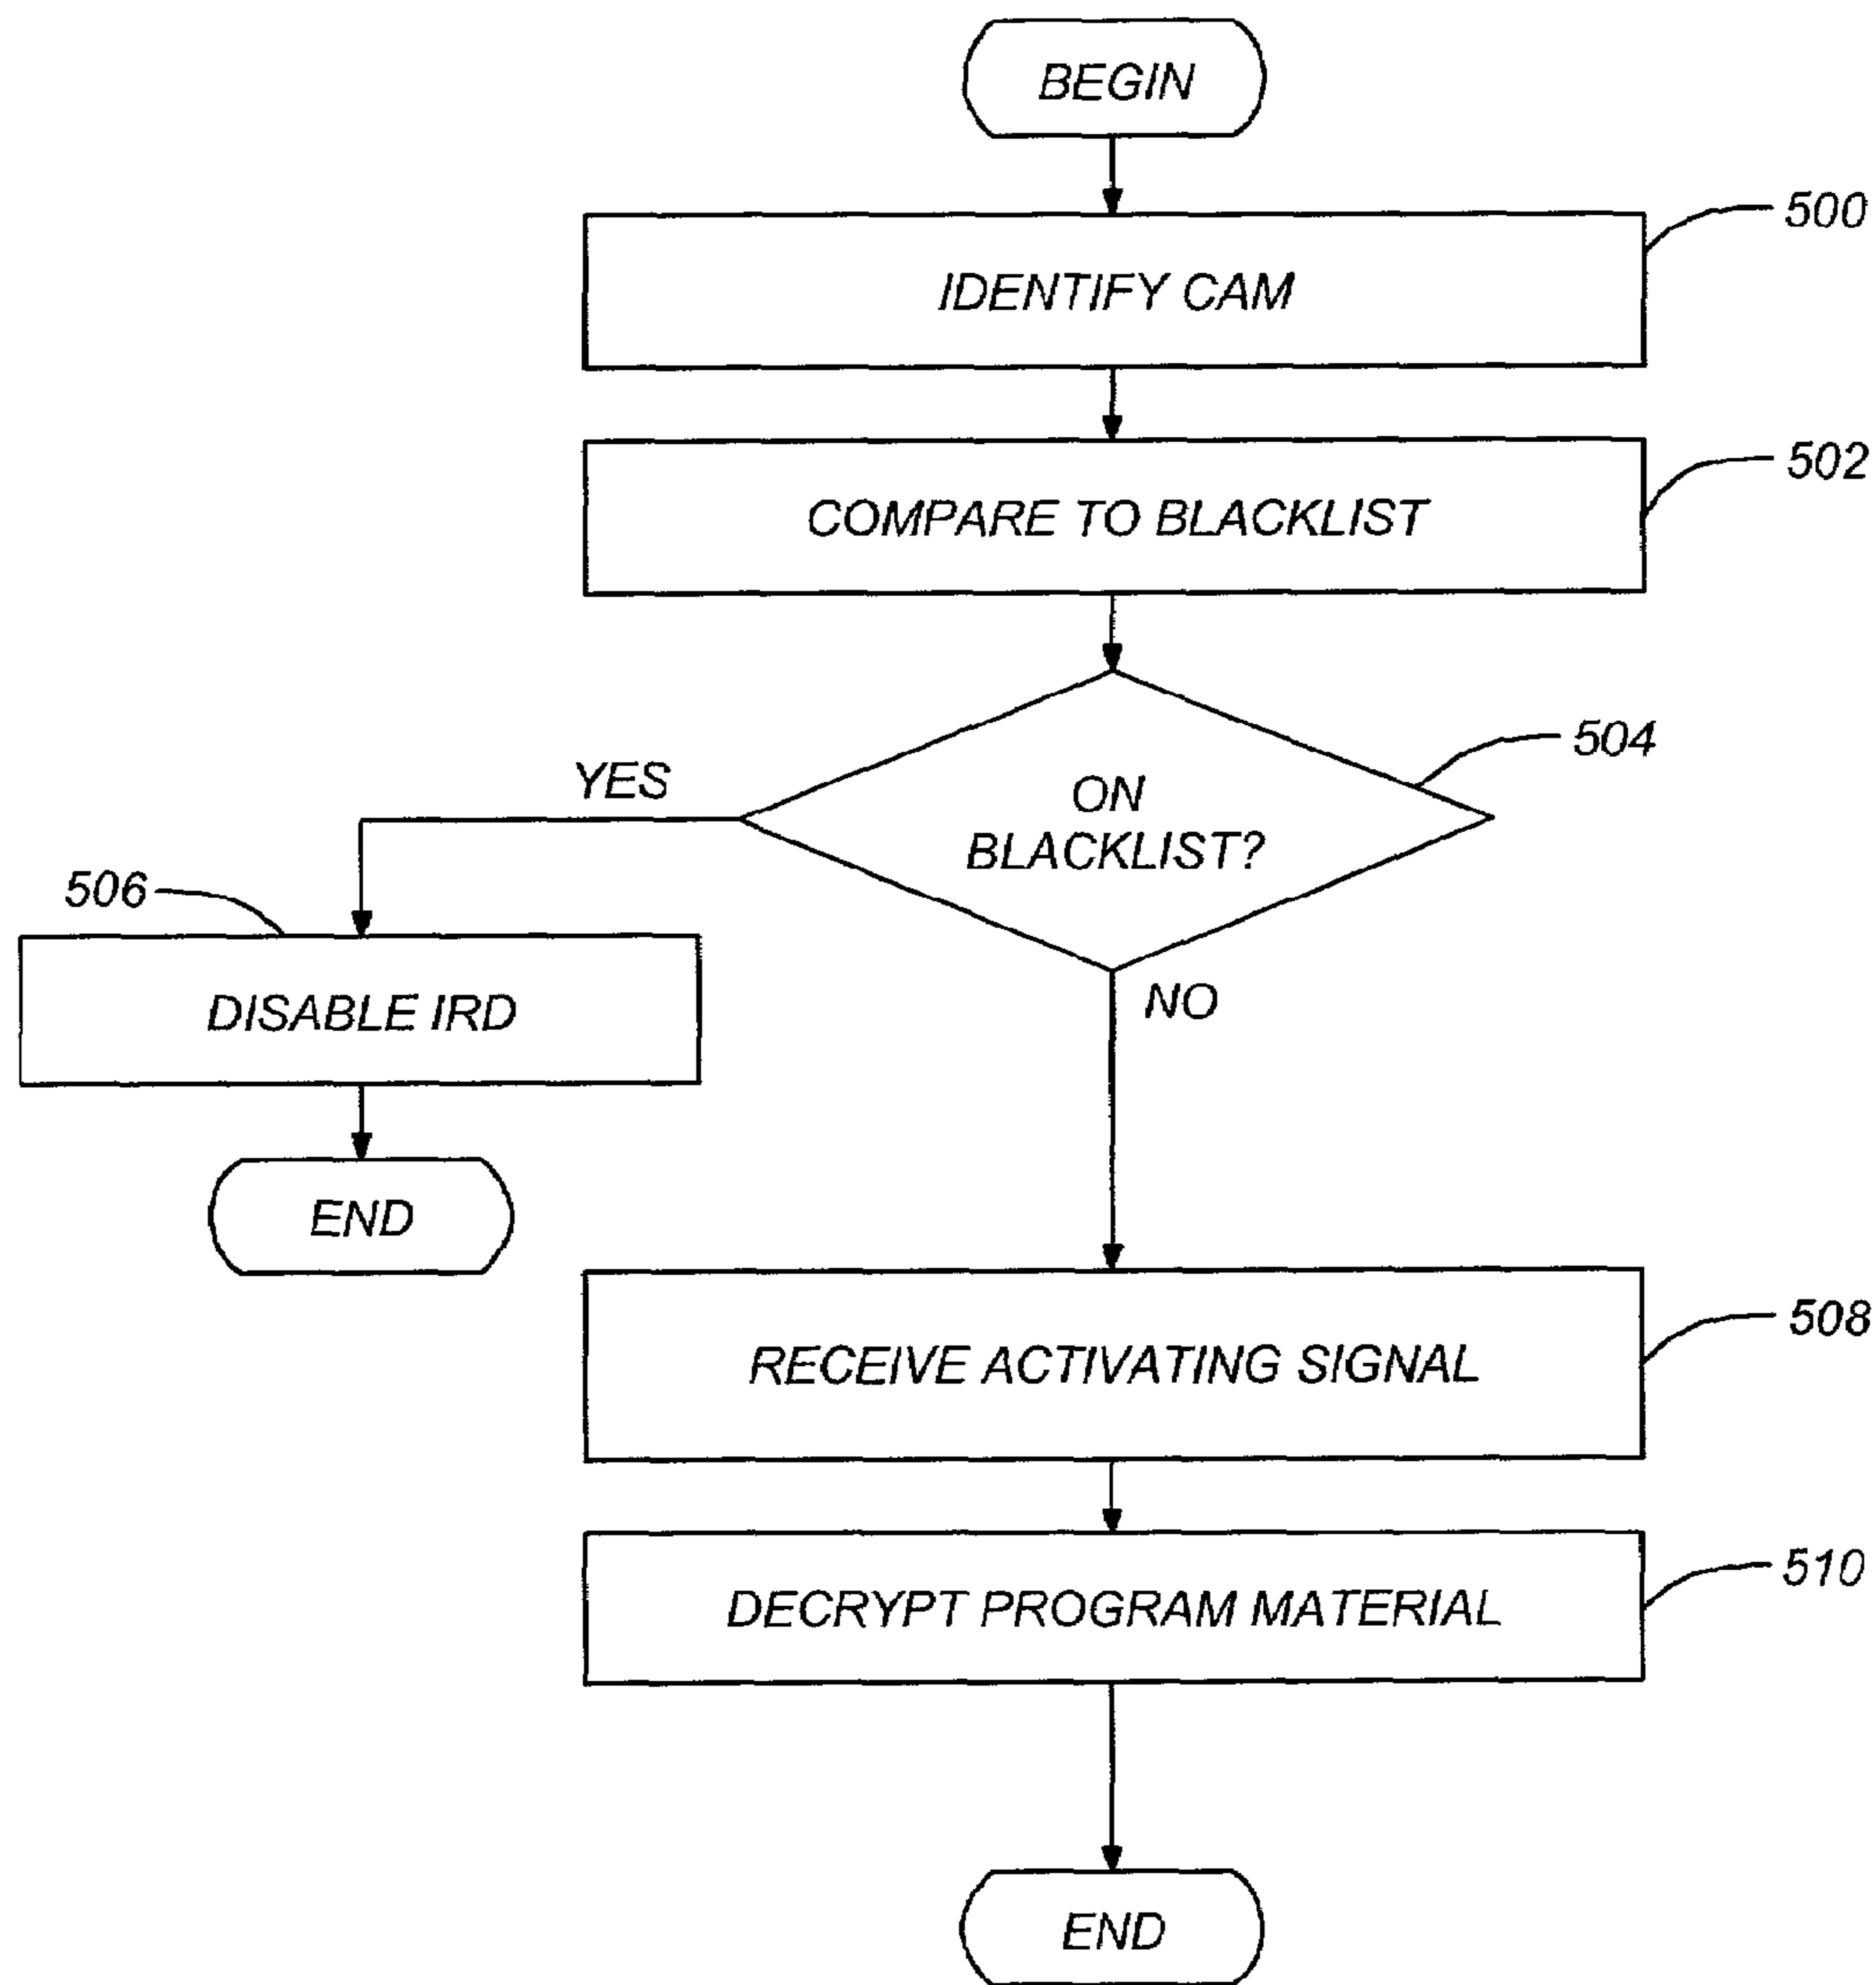 BEGIN
500
IDENTIFY CAM
502
COMPARE TO BLACKLIST
504
YES
ON
BLACKLIST?
506
NO
DISABLE IRD
END
508
RECEIVE ACTIVATING SIGNAL
510
DECRYPT PROGRAM MATERIAL
END